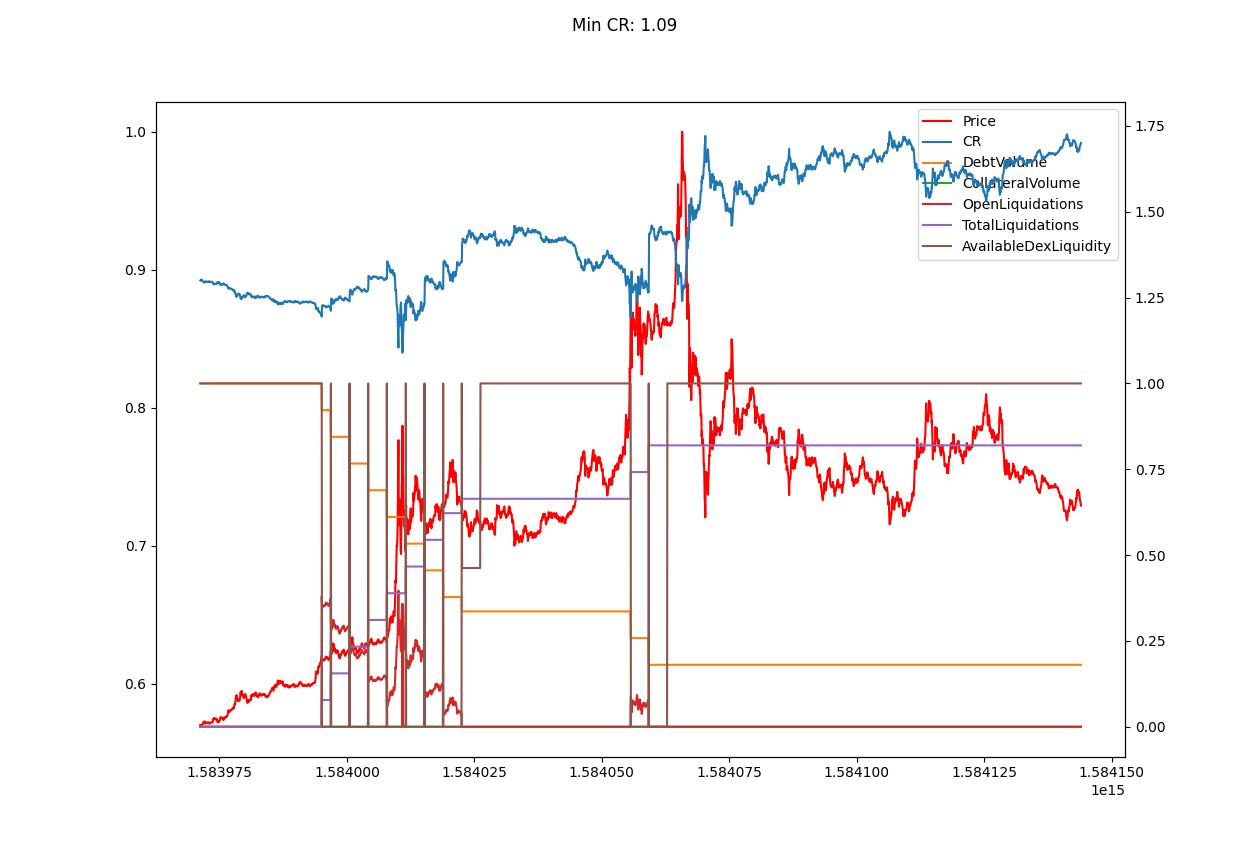 Min CR: 1.09
1.0
0.9
0.8
0.7
0.6
1.75
1.50
1.25
1.00
0.75
0.50
0.25
0.00
Price
CR
DebtVolume
CollateralVolume
OpenLiquidations
TotalLiquidations
AvailableDexLiquidity
1.583975 1.584000 1.584025 1.584050 1.584075 1.584100 1.584125 1.584150
1e15